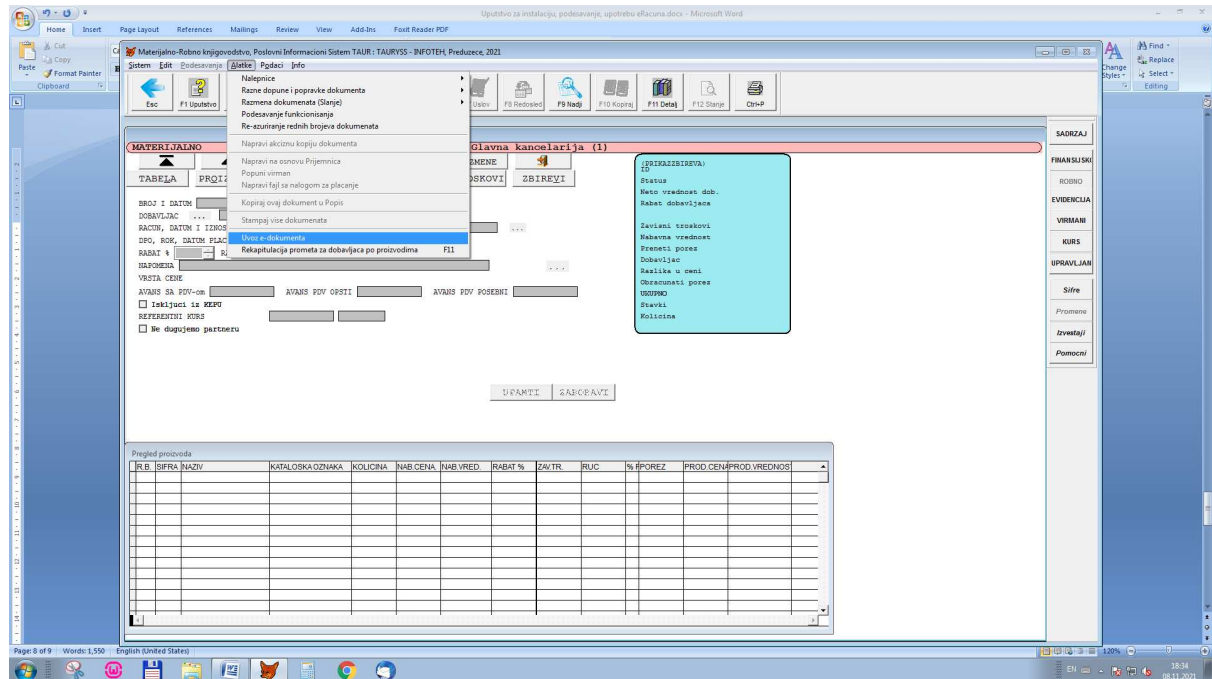 Uputstvo za instalaciju, podesavanje, upotrebu eRacuna.docx - Microsoft Word
Home Insert Page Layout References Mailings Review View Add-Ins Foxit Reader PDF
Cut
Copy
Paste
Format Painter
Clipboard
Find
Replace
Select
Change Styles
Editing
Materijalno-Robno knjigovodstvo, Poslovni Informacioni Sistem TAUR : TAURYSS - INFOTEH, Preduzece, 2021
Sistem Edit Podesavanja Alatke Podaci Info
Esc F1 Uputstvo Uslov F8 Redosled F9 Nadji F10 Kopiraj F11 Detalj F12 Stanje Ctrl+P
Nalepnice
Razne dopune i popravke dokumenta
Razmena dokumenata (Slanje)
Podesavanje funkcionisanja
Re-azuriranje rednih brojeva dokumenata
Napravi akciznu kopiju dokumenta
Napravi na osnovu Prijemnica
Popuni virman
Napravi fajl sa nalogom za placanje
Kopiraj ovaj dokument u Popis
Stampaj vise dokumenata
Uvoz e-dokumenta
Rekapitulacija prometa za dobavljaca po proizvodima F11
MATERIJALNO Glavna kancelarija (1)
TABELA ZBIREVI
BROJ I DATUM
DOBAVLJAC ...
RACUN, DATUM I IZNOS ...
DPO, ROK, DATUM PLAC
RABAT %
NAPOMENA ...
VRSTA CENE
AVANS SA PDV-om AVANS PDV OPSTI AVANS PDV POSEBNI
Iskljuci iz KEPU
REFERENTNI KURS
Ne dugujemo partneru
(PRIKAZZBIREVA)
ID
Status
Neto vrednost dob.
Rabat dobavljaca
Zavisni troskovi
Nabavna vrednost
Preneti porez
Dobavljac
Razlika u ceni
Obracunati porez
UKUPNO
Stavki
Kolicina
UPAMTI ZABORAVI
SADRZAJ
FINANSIJSKI
ROBNO
EVIDENCIJA
VIRMANI
KURS
UPRAVLJAN
Sifre
Promene
Izvestaji
Pomocni
Pregled proizvoda
R.B. SIFRA NAZIV KATALOSKA OZNAKA KOLICINA NAB.CENA NAB.VRED. RABAT % ZAV.TR. RUC % POREZ PROD.CENA PROD.VREDNOS
Page: 8 of 9 Words: 1,550 English (United States) 120%
EN 18:34
08.11.2021